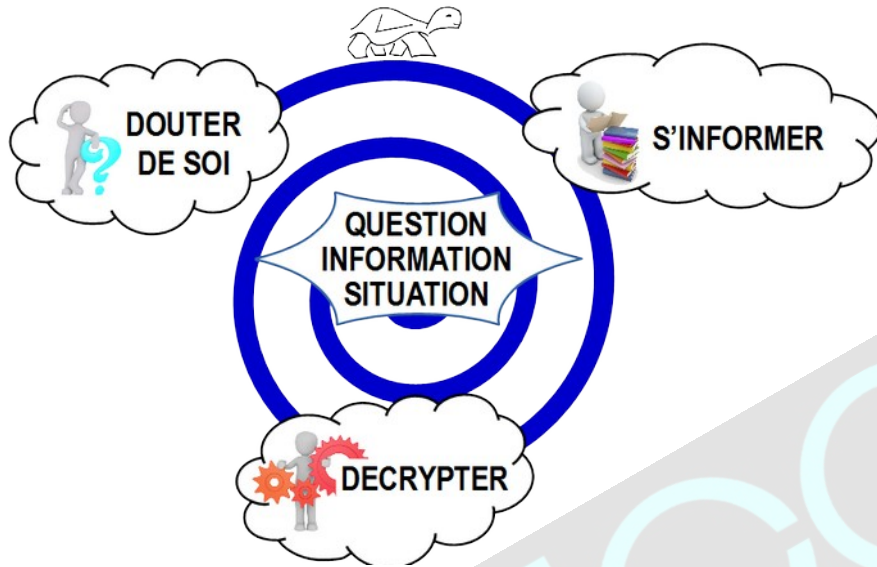 DOUTER
DE SOI
S'INFORMER
QUESTION
INFORMATION
SITUATION
DECRYPTER